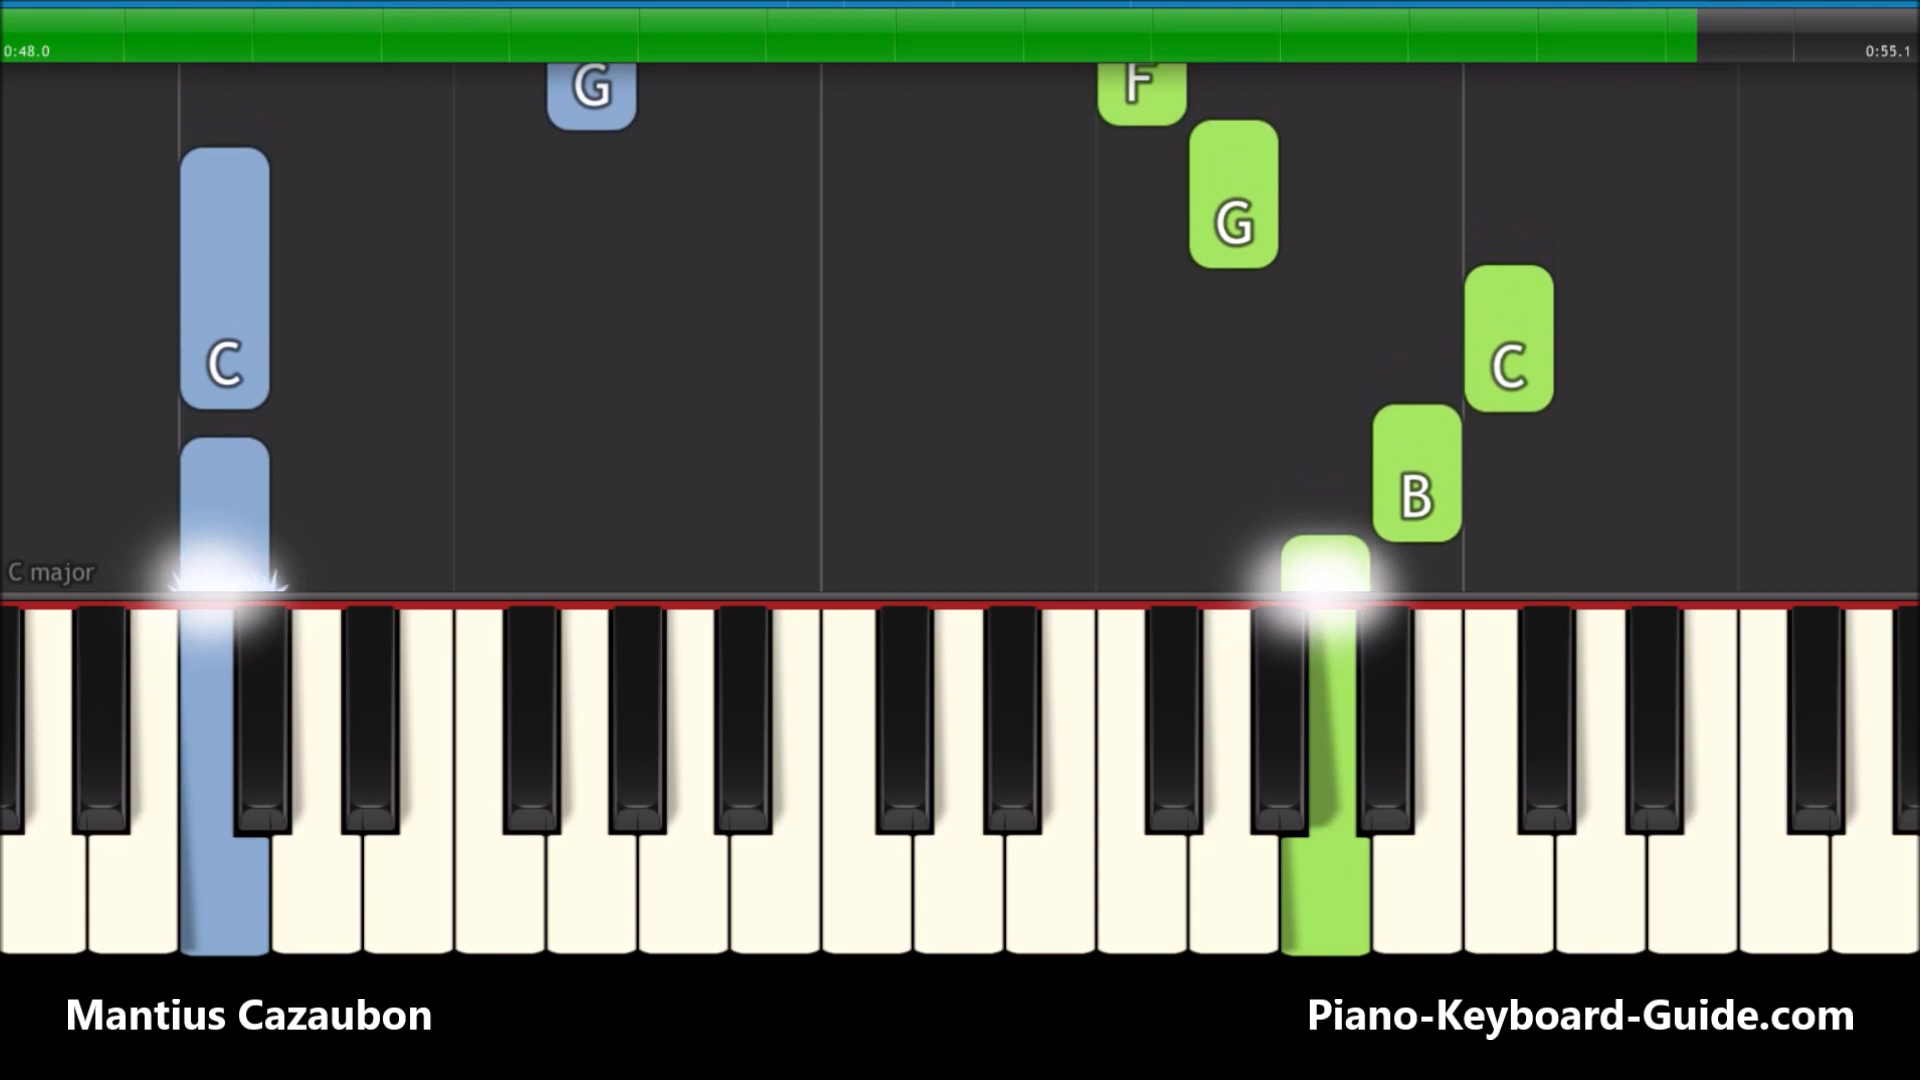 0:48.0
0:55.1
G
F
G
C
C
B
C major
Mantius Cazaubon
Piano-Keyboard-Guide.com